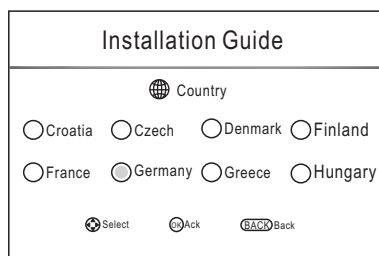 Installation Guide
Country
Croatia Czech Denmark Finland
France Germany Greece Hungary
Select OK Ack BACK Back